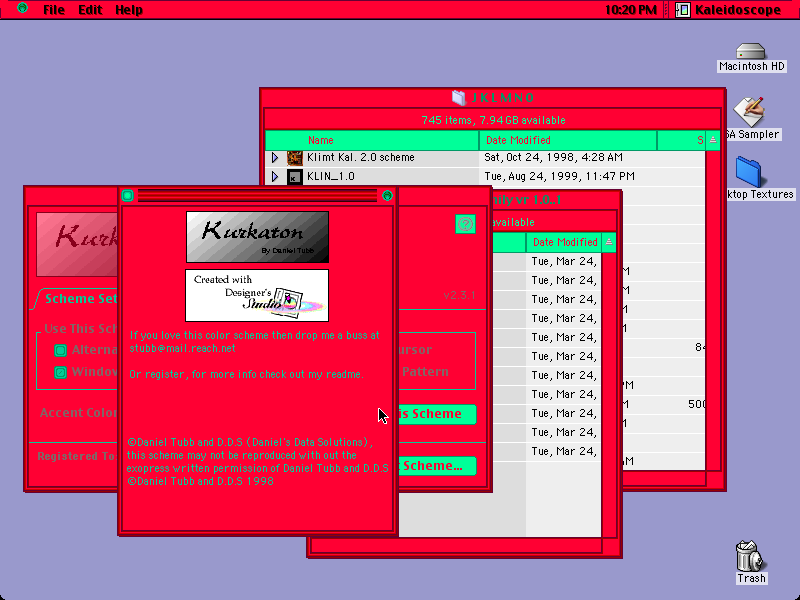 File Edit Help
10:20 PM Kaleidoscope
Macintosh HD
SA Sampler
ktop Textures
Trash
I K L M N O
745 items, 7.94 GB available
Name Date Modified S
Klimt Kal. 2.0 scheme Sat, Oct 24, 1998, 4:28 AM
KLIN_1.0 Tue, Aug 24, 1999, 11:47 PM
vr 1.0.1
available
Date Modified
Tue, Mar 24,
Tue, Mar 24,
Tue, Mar 24,
Tue, Mar 24,
Tue, Mar 24,
Tue, Mar 24,
Tue, Mar 24,
Tue, Mar 24,
Tue, Mar 24,
Tue, Mar 24,
Tue, Mar 24,
M
M
M
84
PM
M 500
AM
Kurk
v2.3.1
Scheme Set
Use This Sch
Alterna
Window
ursor
Pattern
Accent Color
is Scheme
Registered To:
Scheme...
Kurkaton
By Daniel Tubb
Created with
Designer's
Studio
If you love this color scheme then drop me a buss at
stubb@mail.reach.net
Or register, for more info check out my readme.
©Daniel Tubb and D.D.S (Daniel's Data Solutions),
this scheme may not be reproduced with out the
exopress written permission of Daniel Tubb and D.D.S
©Daniel Tubb and D.D.S 1998